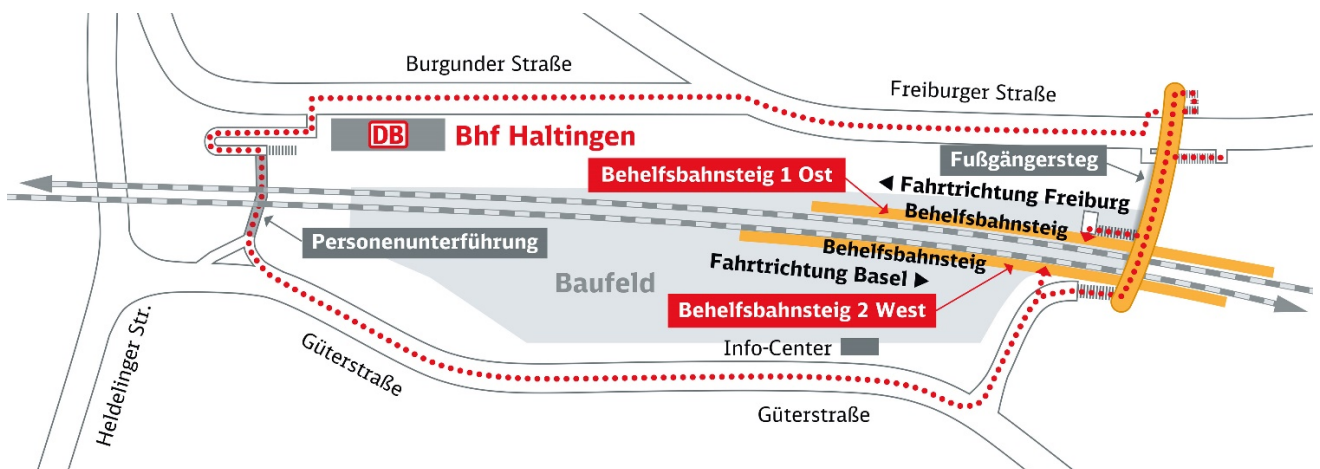 Burgunder Straße
Freiburger Straße
DB Bhf Haltingen
Fußgängersteg
Behelfsbahnsteig 1 Ost
◄ Fahrtrichtung Freiburg
Behelfsbahnsteig
Personenunterführung
Behelfsbahnsteig
Fahrtrichtung Basel ►
Baufeld
Behelfsbahnsteig 2 West
Info-Center
Heldelinger Str.
Güterstraße
Güterstraße